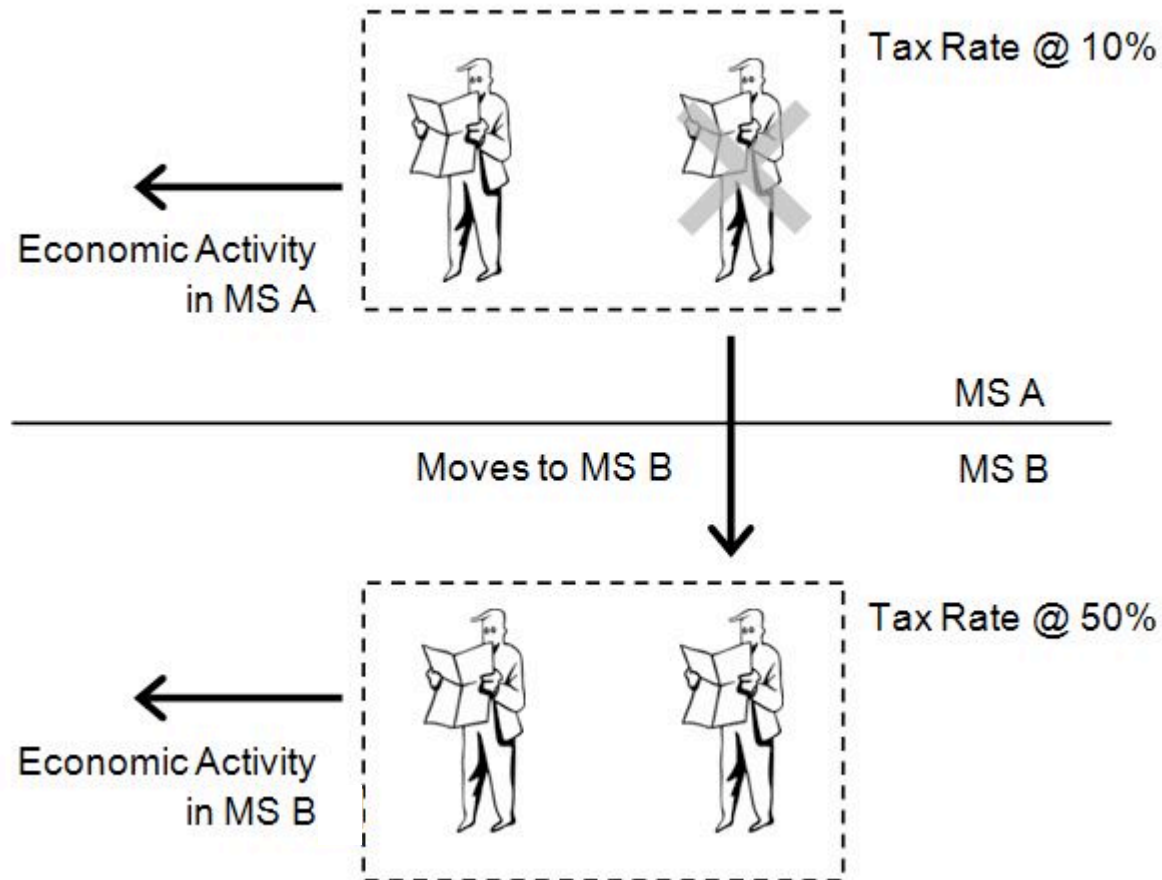 Tax Rate @ 10%
Economic Activity
in MS A
MS A
Moves to MS B
MS B
Tax Rate @ 50%
Economic Activity
in MS B